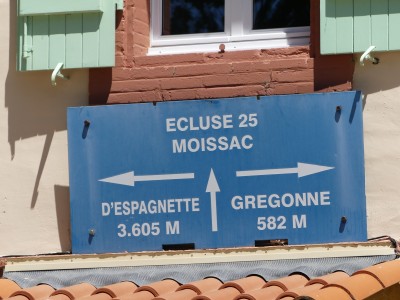 ECLUSE 25
MOISSAC
D'ESPAGNETTE GREGONNE
3.605 M 582 M